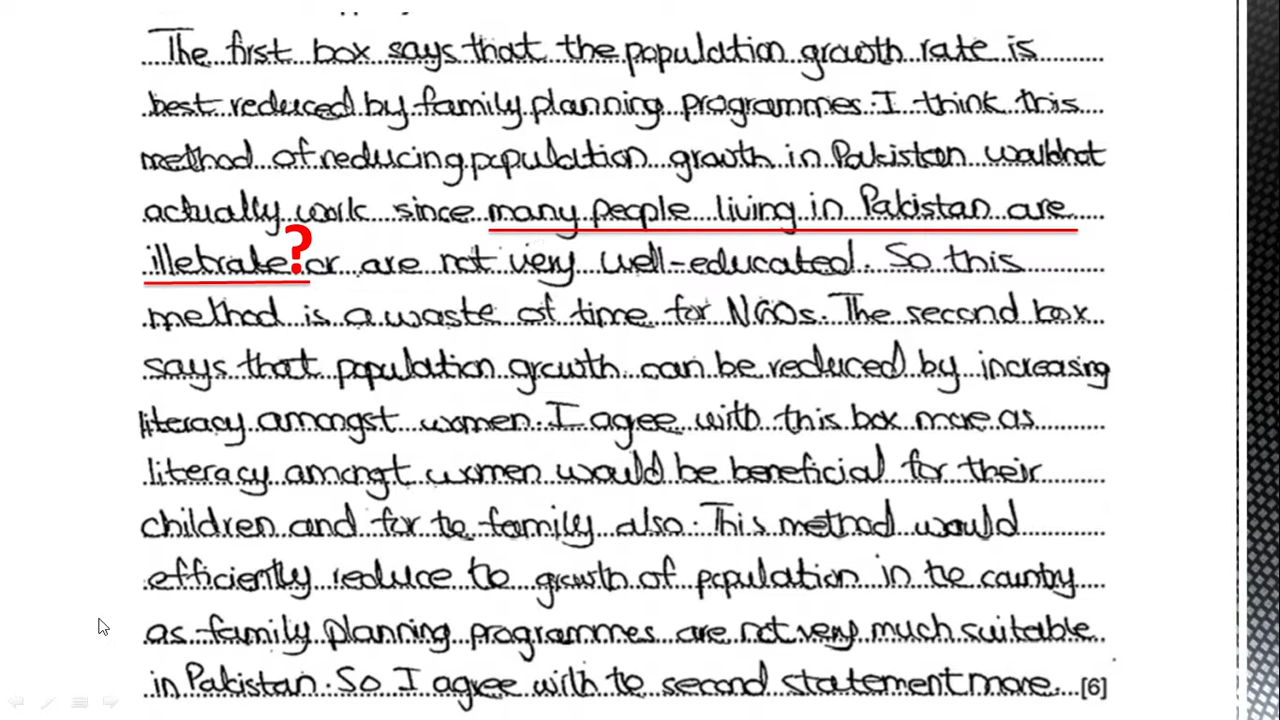 The first box says that the population growth rate is
best reduced by family planning programmes. I think this
method of reducing population growth in Pakistan wouldnot
actually work since many people living in Pakistan are
illetrate ? or are not very well-educated. So this
method is a waste of time for NGOs. The second box
says that population growth can be reduced by increasing
literacy amongst women. I agree with this box more as
literacy amongt women would be beneficial for their
children and for te family also. This method would
efficiently reduce te growth of population in te country
as family planning programmes are not very much suitable
in Pakistan. So I agree with te second statement more. [6]